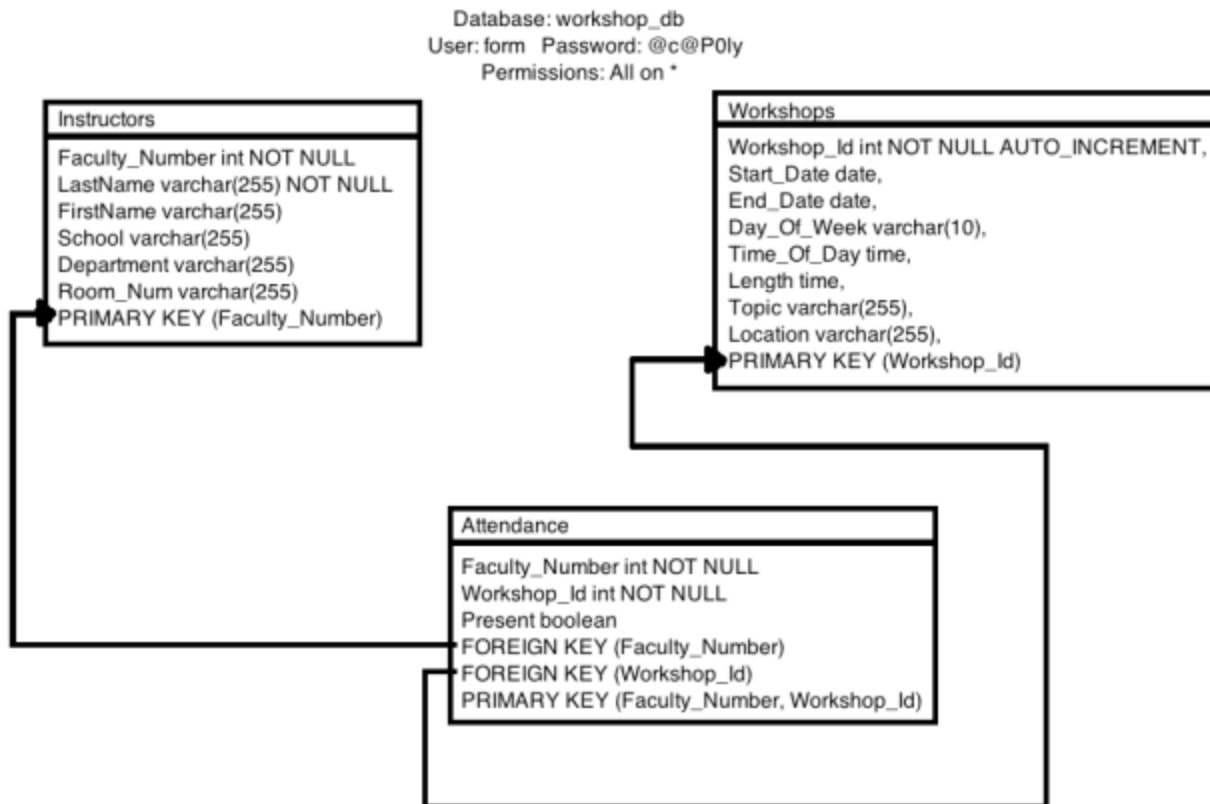 Database: workshop_db
User: form Password: @c@P0ly
Permissions: All on *
Instructors
Faculty_Number int NOT NULL
LastName varchar(255) NOT NULL
FirstName varchar(255)
School varchar(255)
Department varchar(255)
Room_Num varchar(255)
PRIMARY KEY (Faculty_Number)
Workshops
Workshop_Id int NOT NULL AUTO_INCREMENT,
Start_Date date,
End_Date date,
Day_Of_Week varchar(10),
Time_Of_Day time,
Length time,
Topic varchar(255),
Location varchar(255),
PRIMARY KEY (Workshop_Id)
Attendance
Faculty_Number int NOT NULL
Workshop_Id int NOT NULL
Present boolean
FOREIGN KEY (Faculty_Number)
FOREIGN KEY (Workshop_Id)
PRIMARY KEY (Faculty_Number, Workshop_Id)